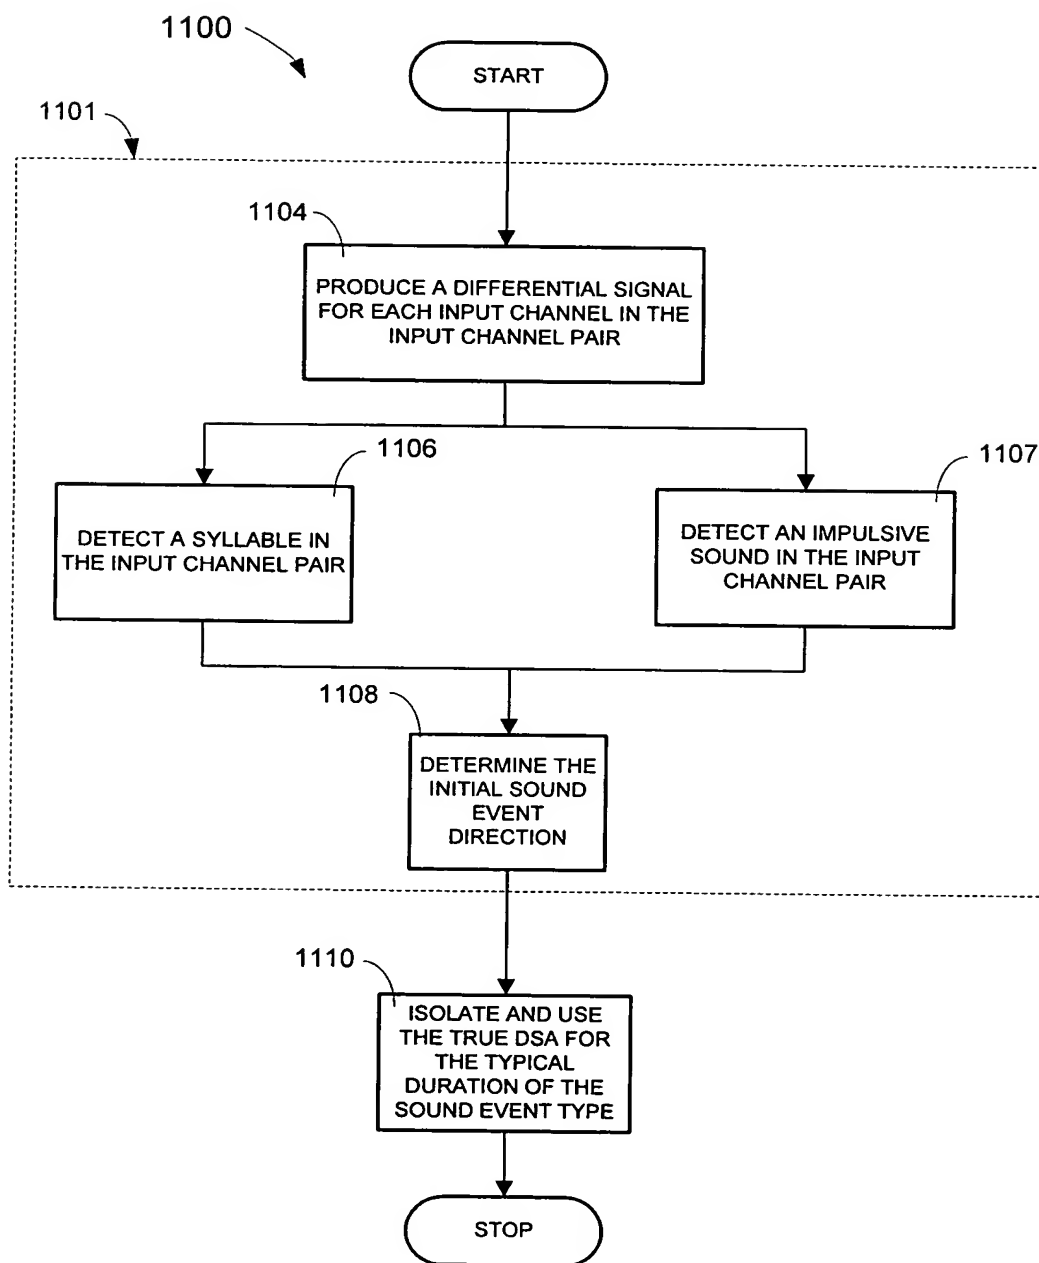 1100
START
1101
1104
PRODUCE A DIFFERENTIAL SIGNAL
FOR EACH INPUT CHANNEL IN THE
INPUT CHANNEL PAIR
1106
1107
DETECT A SYLLABLE IN
THE INPUT CHANNEL PAIR
DETECT AN IMPULSIVE
SOUND IN THE INPUT
CHANNEL PAIR
1108
DETERMINE THE
INITIAL SOUND
EVENT
DIRECTION
1110
ISOLATE AND USE
THE TRUE DSA FOR
THE TYPICAL
DURATION OF THE
SOUND EVENT TYPE
STOP